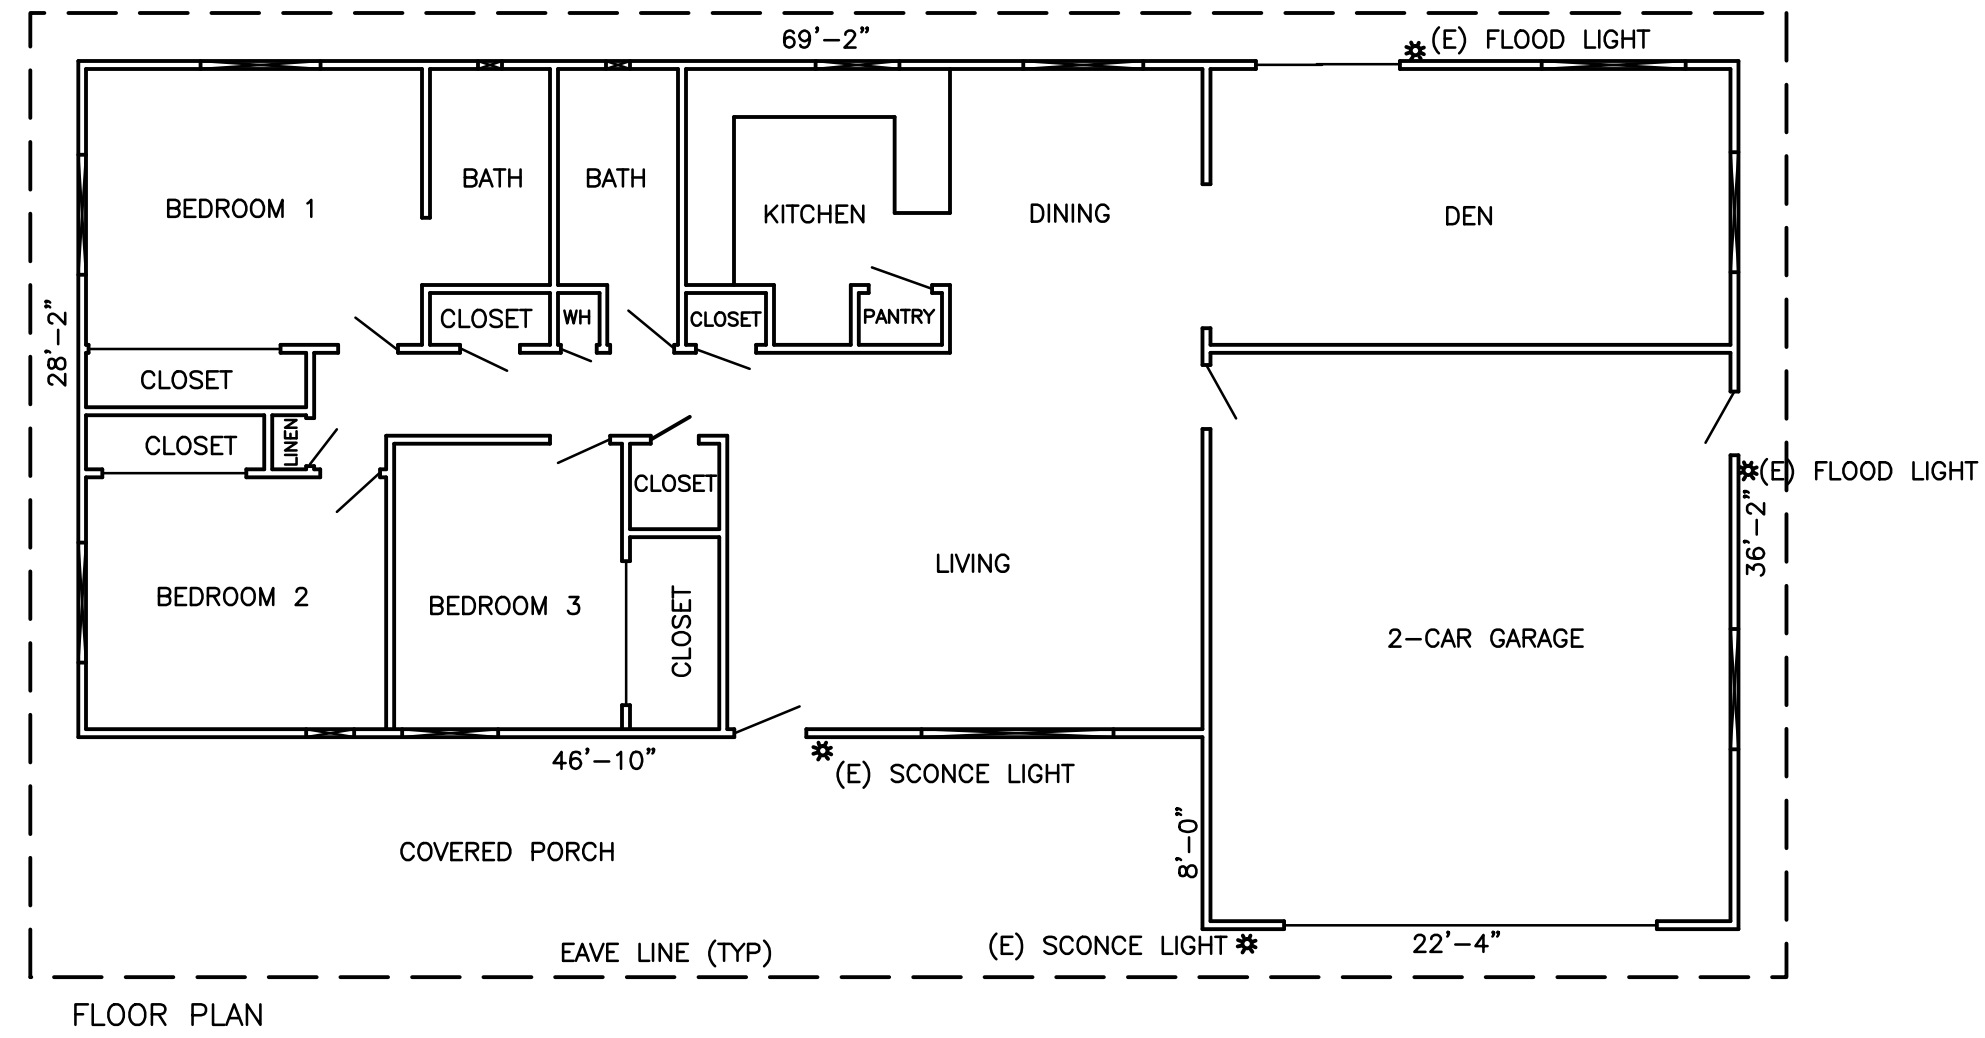 69'-2"
(E) FLOOD LIGHT
BEDROOM 1
BATH
BATH
KITCHEN
DINING
DEN
28'-2"
CLOSET
WH
CLOSET
PANTRY
CLOSET
CLOSET
LINEN
CLOSET
(E) FLOOD LIGHT
36'-2"
LIVING
BEDROOM 2
BEDROOM 3
CLOSET
2-CAR GARAGE
46'-10"
(E) SCONCE LIGHT
8'-0"
COVERED PORCH
EAVE LINE (TYP)
(E) SCONCE LIGHT
22'-4"
FLOOR PLAN